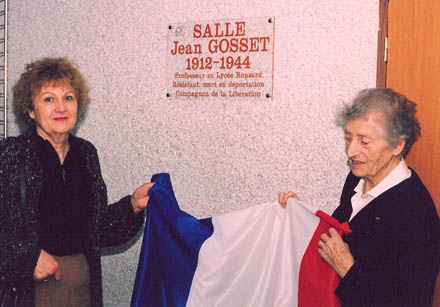 SALLE
Jean GOSSET
1912-1944
Professeur au Lycée Ronsard
Résistant, mort en déportation
Compagnon de la Libération